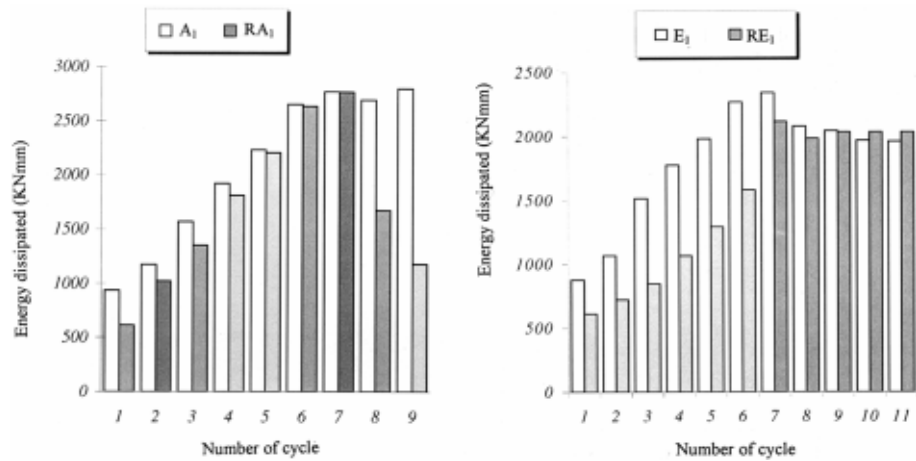 A1 RA1
3000
2500
2000
1500
1000
500
0
Energy dissipated (KNmm)
1 2 3 4 5 6 7 8 9
Number of cycle
E1 RE1
2500
2000
1500
1000
500
0
Energy dissipated (KNmm)
1 2 3 4 5 6 7 8 9 10 11
Number of cycle